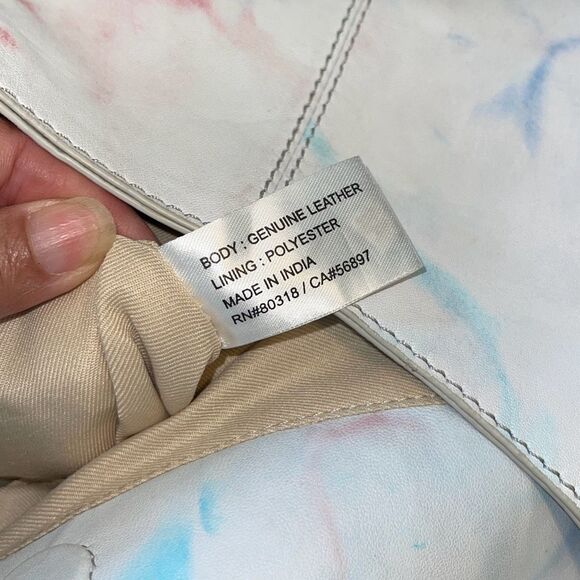 BODY : GENUINE LEATHER
LINING : POLYESTER
MADE IN INDIA
RN#80318 / CA#56897